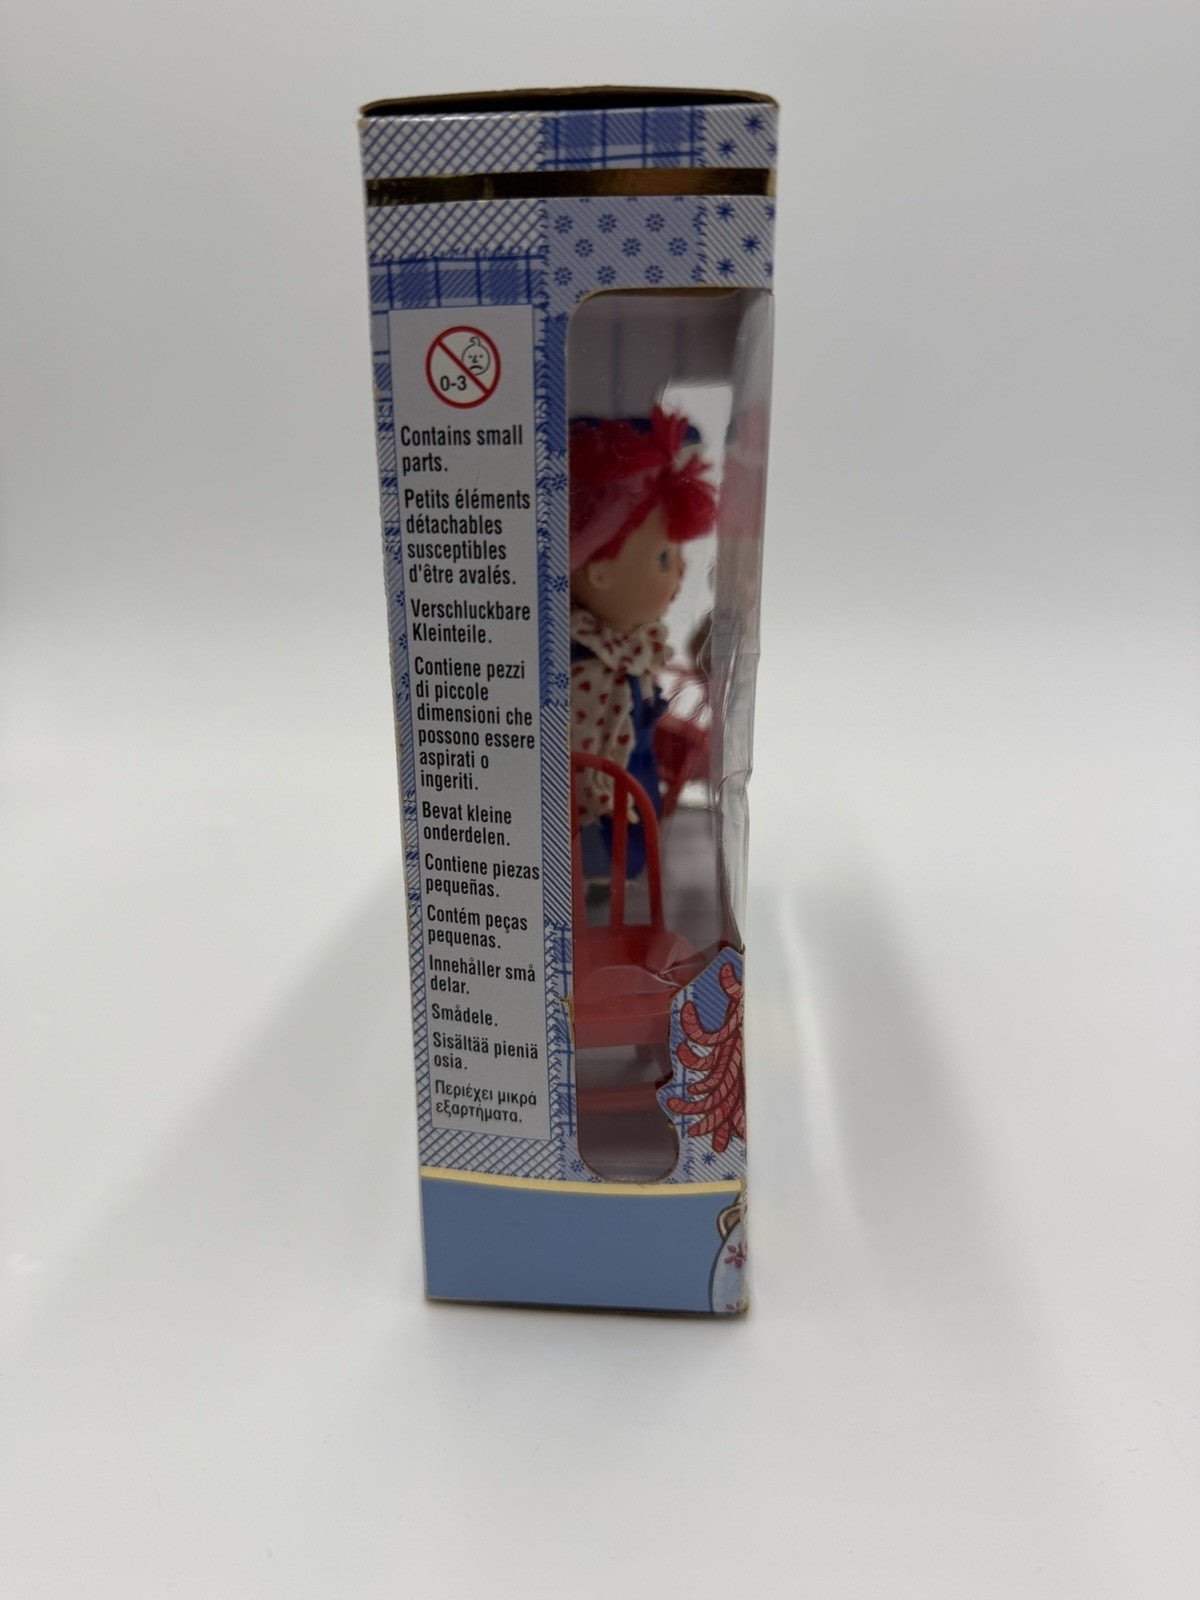 0-3
Contains small
parts.
Petits éléments
détachables
susceptibles
d'être avalés.
Verschluckbare
Kleinteile.
Contiene pezzi
di piccole
dimensioni che
possono essere
aspirati o
ingeriti.
Bevat kleine
onderdelen.
Contiene piezas
pequeñas.
Contém peças
pequenas.
Innehåller små
delar.
Smådele.
Sisältää pieniä
osia.
Περιέχει μικρά
εξαρτήματα.